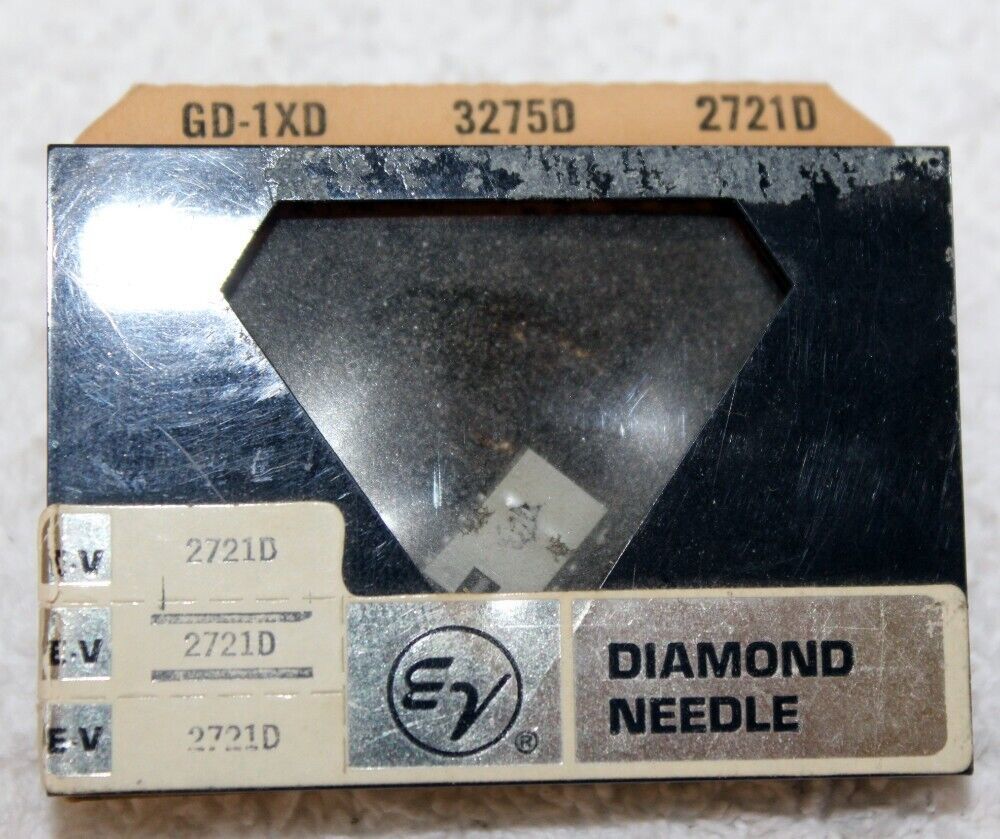 GD-1XD 3275D 2721D
E-V 2721D
E-V 2721D
E-V 2721D
EV ®
DIAMOND
NEEDLE